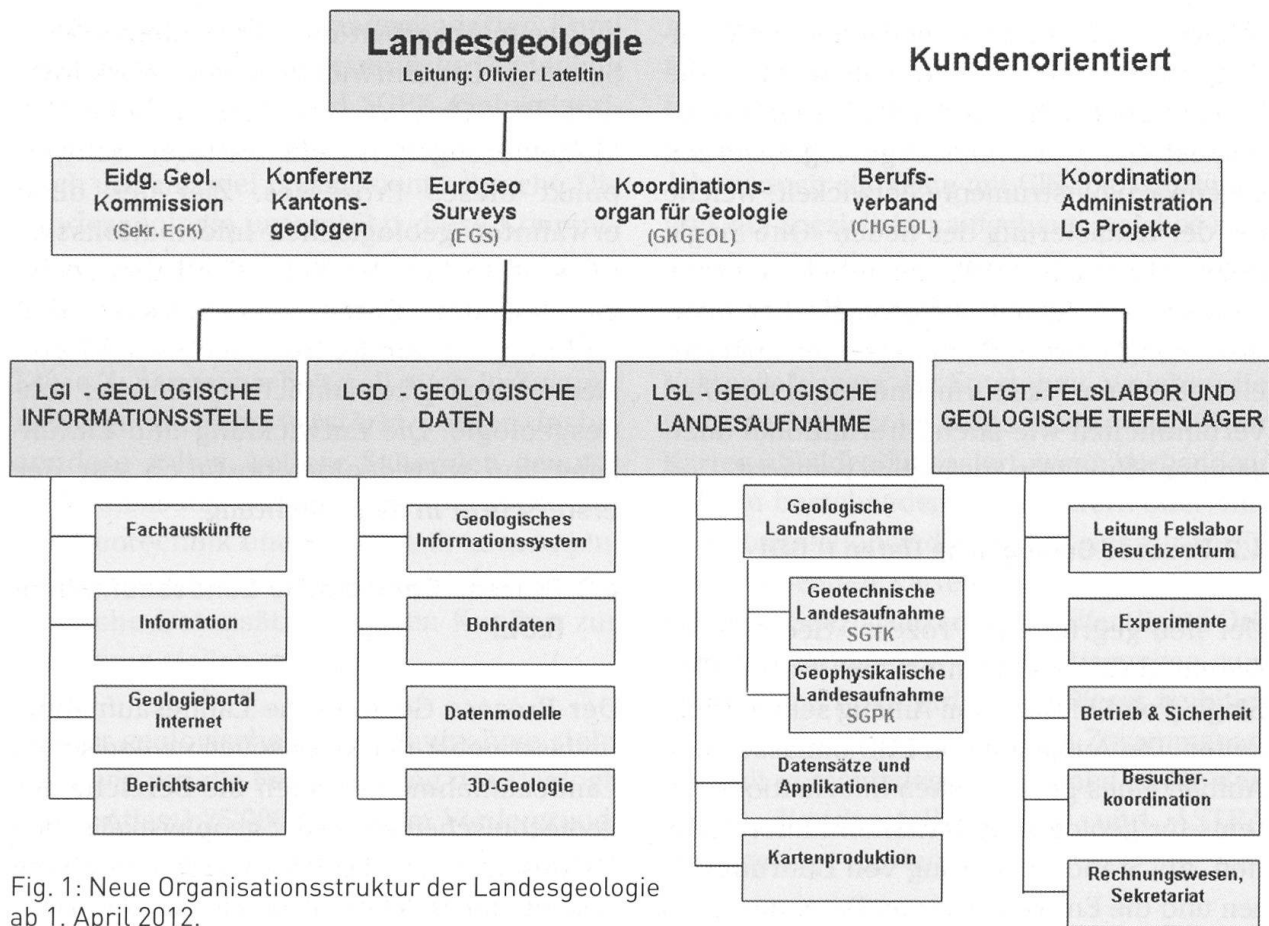 Landesgeologie
Leitung: Olivier Lateltin
Kundenorientiert
Eidg. Geol.
Kommission
(Sekr. EGK)
Konferenz
Kantons-
geologen
EuroGeo
Surveys
(EGS)
Koordinations-
organ für Geologie
(GKGEOL)
Berufs-
verband
(CHGEOL)
Koordination
Administration
LG Projekte
LGI : GEOLOGISCHE
INFORMATIONSSTELLE
Fachauskünfte
Information
Geologieportal
Internet
Berichtsarchiv
LGD : GEOLOGISCHE
DATEN
Geologisches
Informationssystem
Bohrdaten
Datenmodelle
3D-Geologie
LGL : GEOLOGISCHE
LANDESAUFNAHME
Geologische
Landesaufnahme
Geotechnische
Landesaufnahme
SGTK
Geophysikalische
Landesaufnahme
SGPK
Datensätze und
Applikationen
Kartenproduktion
LFG : FELSLABOR UND
GEOLOGISCHE TIEFENLAGER
Leitung Felslabor
Besuchzentrum
Experimente
Betrieb & Sicherheit
Besucher-
koordination
Rechnungswesen,
Sekretariat
Fig. 1: Neue Organisationsstruktur der Landesgeologie
ab 1. April 2012.